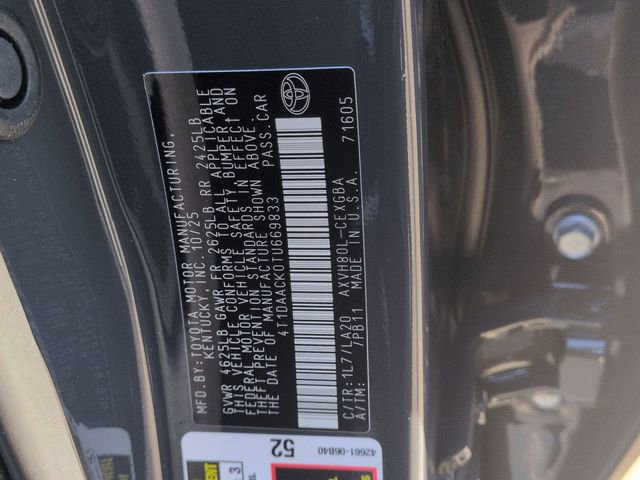 MFD.BY:TOYOTA MOTOR MANUFACTURING,
KENTUCKY, INC. 10/25
GVWR 4625LB GAWR FR 2625LB RR 2425LB
THIS VEHICLE CONFORMS TO ALL APPLICABLE
FEDERAL MOTOR VEHICLE SAFETY, BUMPER, AND
THEFT PREVENTION STANDARDS IN EFFECT ON
THE DATE OF MANUFACTURE SHOWN ABOVE.
4T1DAACK0TU669833 PASS.CAR
C/TR:1L7/LA20 AXVH80L-CEXGBA
A/TM: 7PB11 MADE IN U.S.A. 71605
52
42661-06840